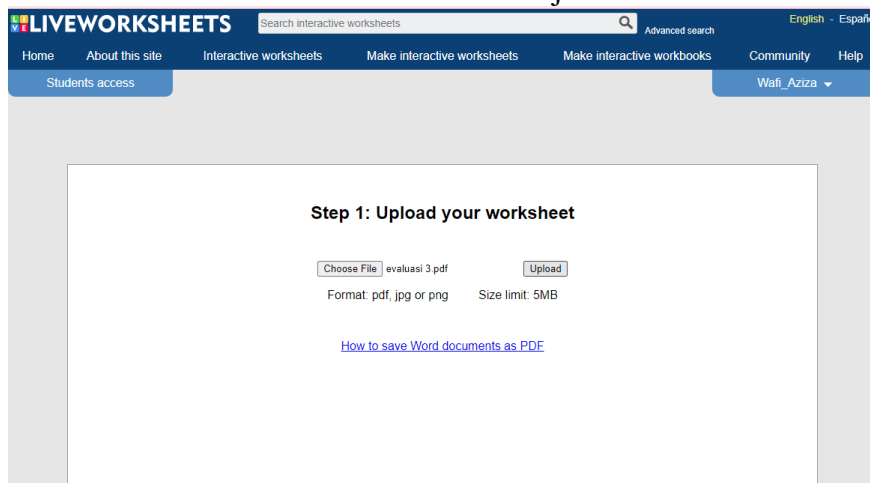 LIVE LIVEWORKSHEETS Search interactive worksheets Advanced search English - Españ
Home About this site Interactive worksheets Make interactive worksheets Make interactive workbooks Community Help
Students access Wafi_Aziza
Step 1: Upload your worksheet
Choose File evaluasi 3.pdf Upload
Format: pdf, jpg or png Size limit: 5MB
How to save Word documents as PDF